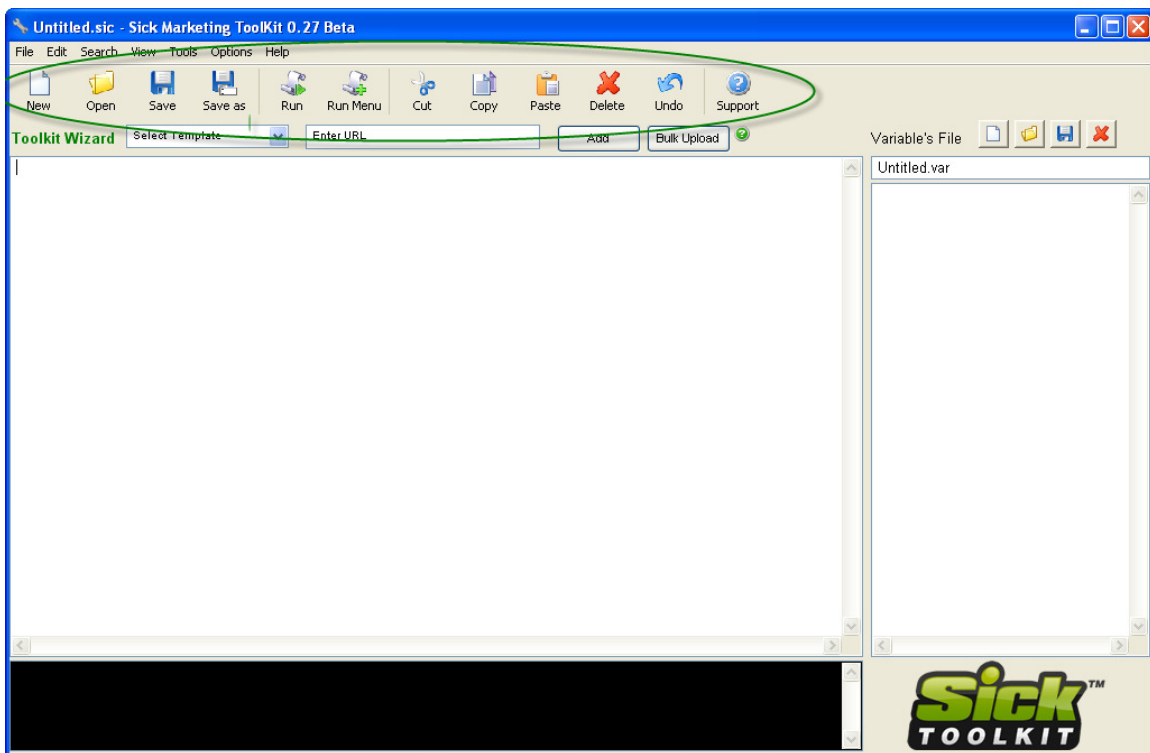 Untitled.sic - Sick Marketing ToolKit 0.27 Beta
File Edit Search View Tools Options Help
New Open Save Save as Run Run Menu Cut Copy Paste Delete Undo Support
Toolkit Wizard Select Template Enter URL Add Bulk Upload Variable's File
Untitled.var
Sick TM
TOOLKIT